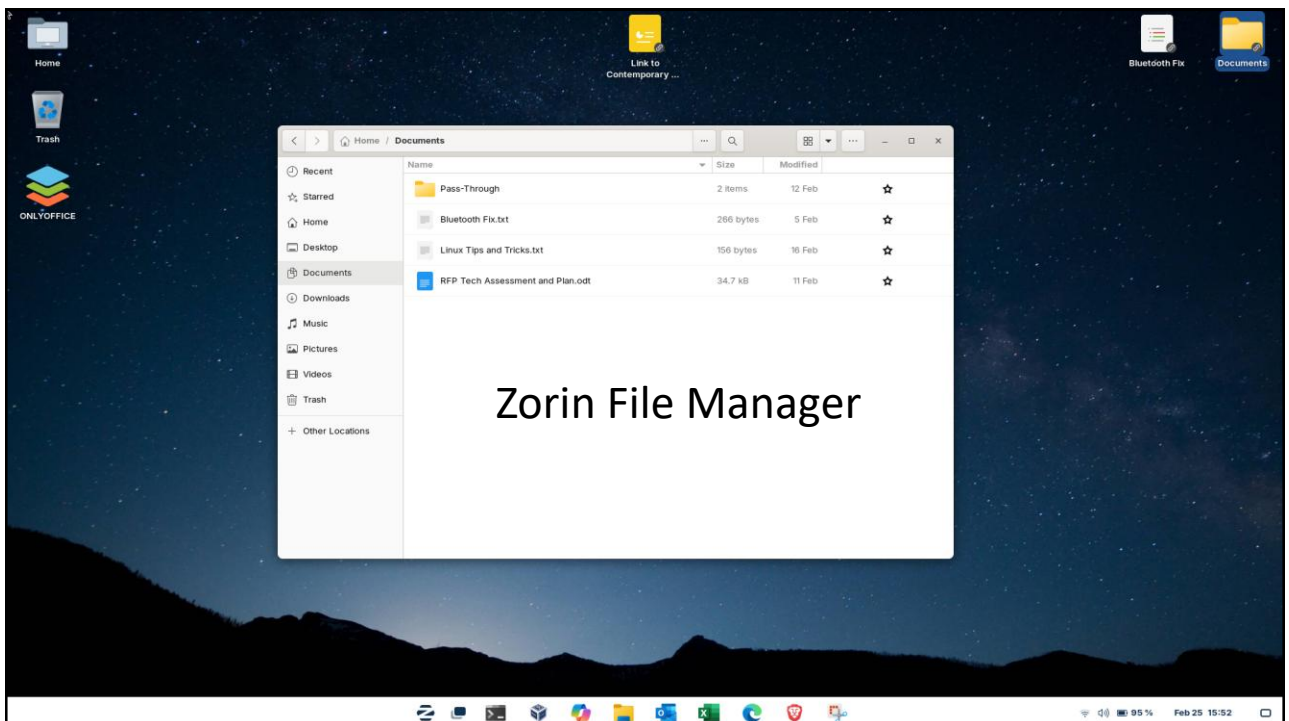 Home
Trash
ONLYOFFICE
Link to
Contemporary ...
Bluetooth Fix
Documents
Home / Documents
Recent
Starred
Home
Desktop
Documents
Downloads
Music
Pictures
Videos
Trash
+ Other Locations
Name Size Modified
Pass-Through 2 items 12 Feb
Bluetooth Fix.txt 266 bytes 5 Feb
Linux Tips and Tricks.txt 156 bytes 16 Feb
RFP Tech Assessment and Plan.odt 34.7 kB 11 Feb
Zorin File Manager
95 % Feb 25 15:52